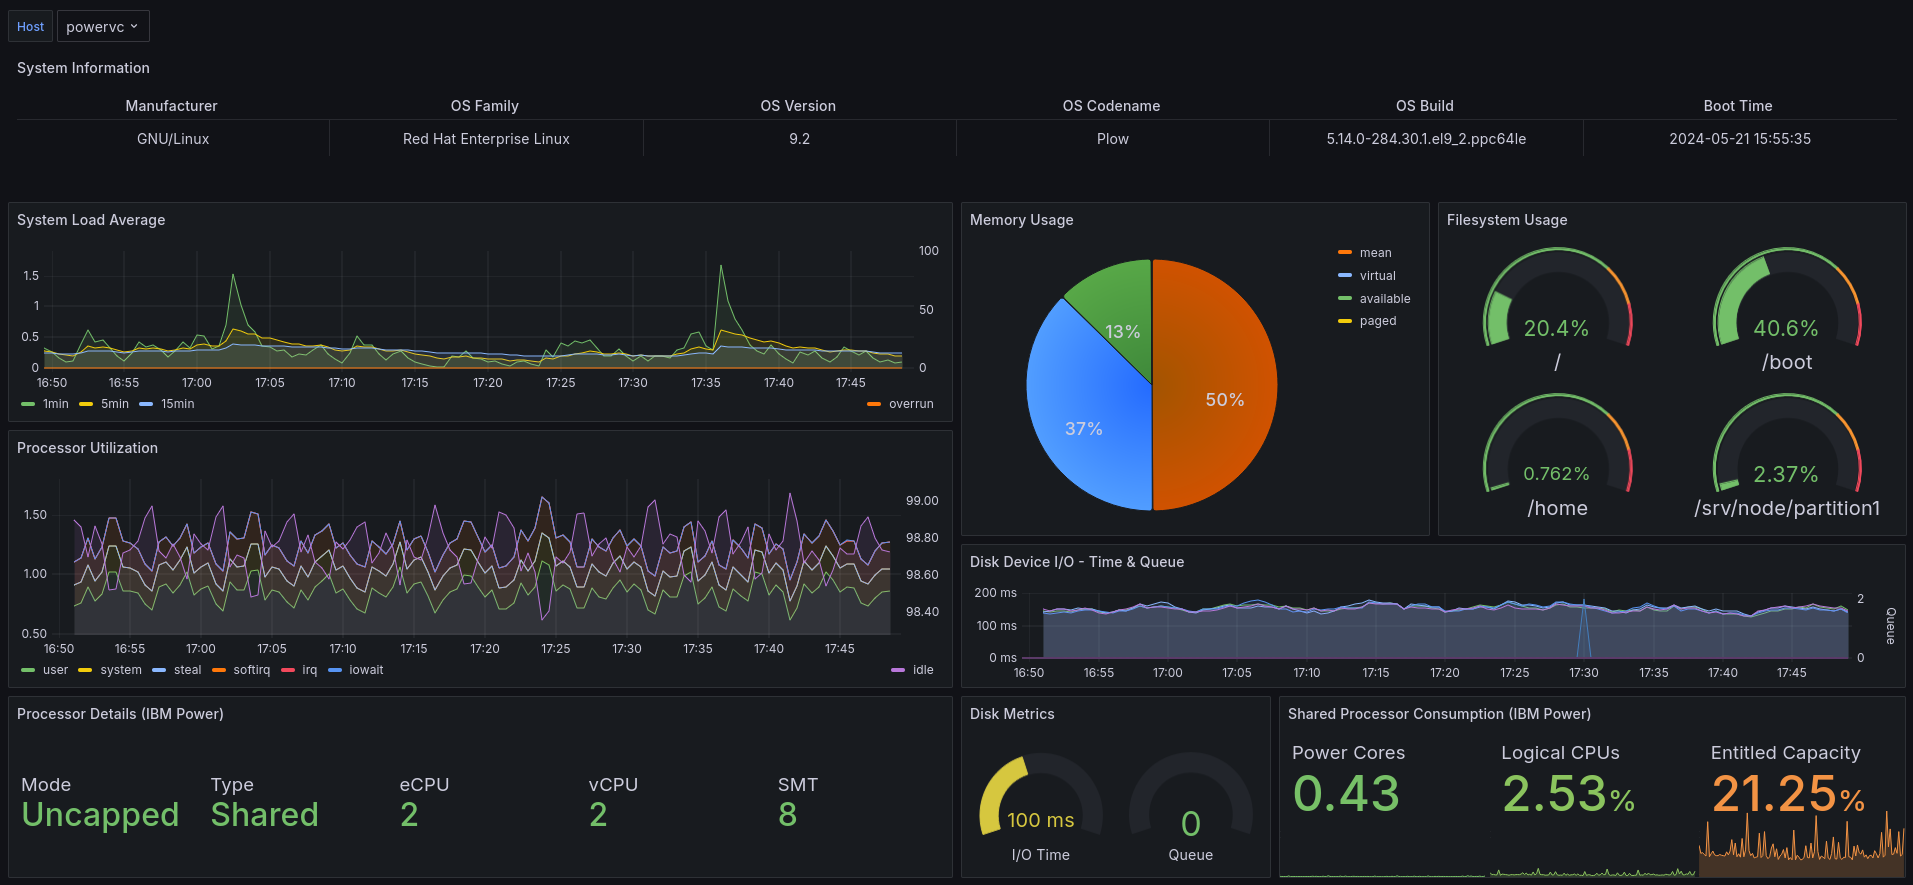 Host powervc
System Information
Manufacturer OS Family OS Version OS Codename OS Build Boot Time
GNU/Linux Red Hat Enterprise Linux 9.2 Plow 5.14.0-284.30.1.el9_2.ppc64le 2024-05-21 15:55:35
System Load Average
100
1.5
1
50
0.5
0
0
16:50 16:55 17:00 17:05 17:10 17:15 17:20 17:25 17:30 17:35 17:40 17:45
1min 5min 15min overrun
Memory Usage
mean
virtual
available
paged
13%
50%
37%
Filesystem Usage
20.4%
/
40.6%
/boot
0.762%
/home
2.37%
/srv/node/partition1
Processor Utilization
1.50
1.00
0.50
99.00
98.80
98.60
98.40
16:50 16:55 17:00 17:05 17:10 17:15 17:20 17:25 17:30 17:35 17:40 17:45
user system steal softirq irq iowait idle
Disk Device I/O - Time & Queue
200 ms
100 ms
0 ms
2
0
Queue
16:50 16:55 17:00 17:05 17:10 17:15 17:20 17:25 17:30 17:35 17:40 17:45
Processor Details (IBM Power)
Mode Type eCPU vCPU SMT
Uncapped Shared 2 2 8
Disk Metrics
100 ms
I/O Time
0
Queue
Shared Processor Consumption (IBM Power)
Power Cores Logical CPUs Entitled Capacity
0.43 2.53% 21.25%